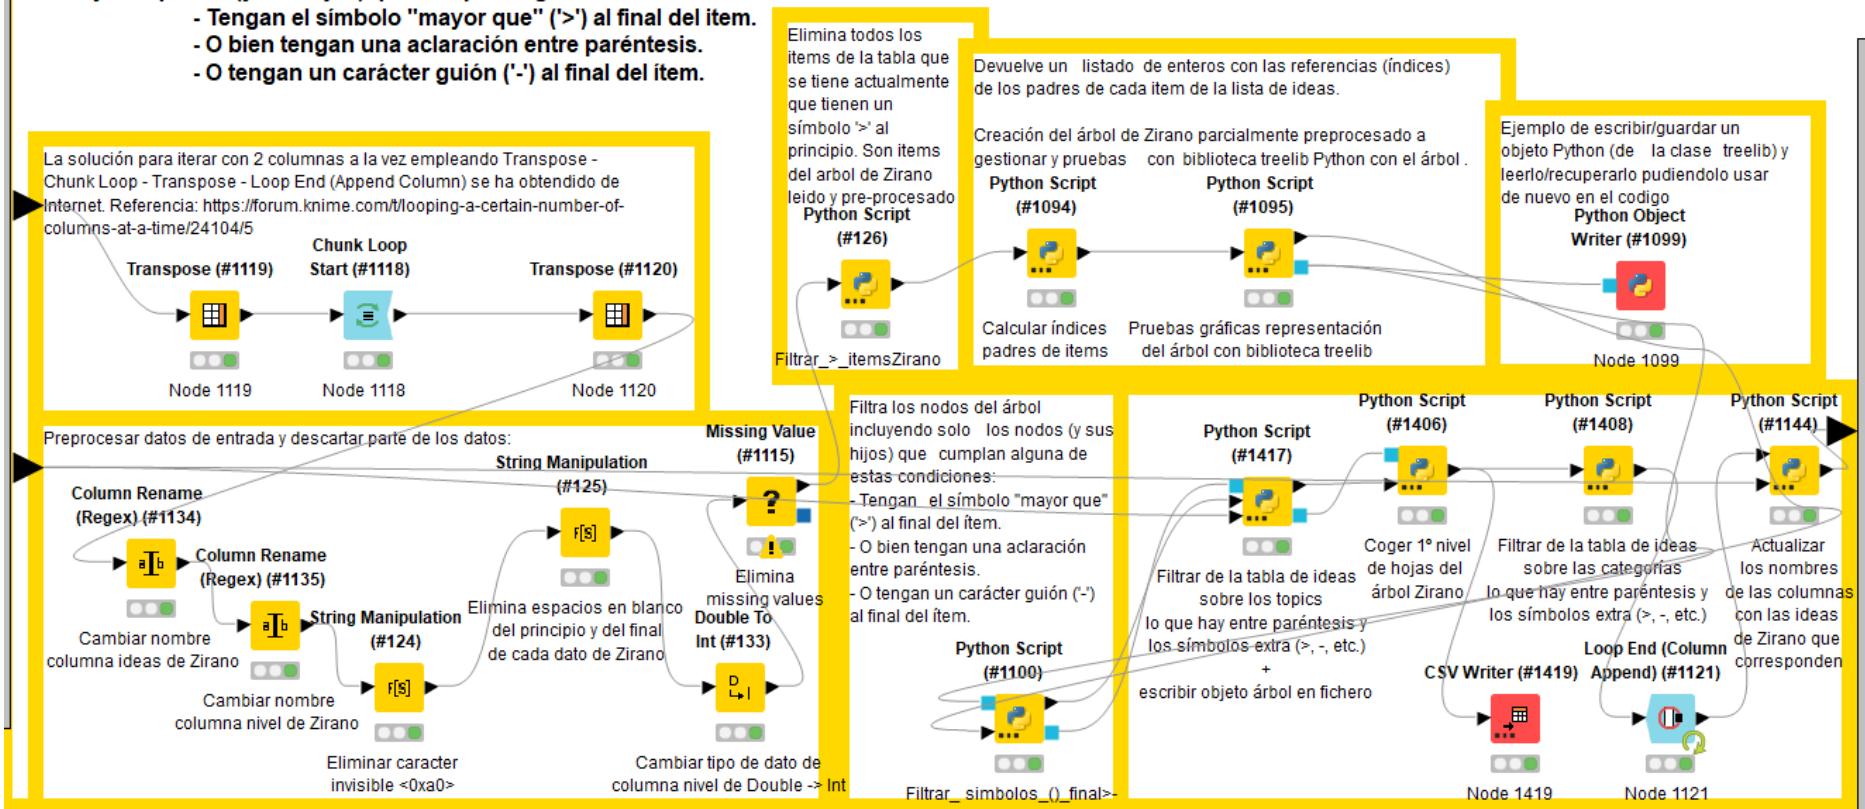 - Tengan el símbolo "mayor que" ('>') al final del item.
- O bien tengan una aclaración entre paréntesis.
- O tengan un carácter guión ('-') al final del ítem.
La solución para iterar con 2 columnas a la vez empleando Transpose -
Chunk Loop - Transpose - Loop End (Append Column) se ha obtendido de
Internet. Referencia: https://forum.knime.com/t/looping-a-certain-number-of-
columns-at-a-time/24104/5
Transpose (#1119)
Node 1119
Chunk Loop
Start (#1118)
Node 1118
Transpose (#1120)
Node 1120
Elimina todos los
items de la tabla que
se tiene actualmente
que tienen un
símbolo '>' al
principio. Son items
del arbol de Zirano
leido y pre-procesado
Python Script
(#126)
Filtrar_>_itemsZirano
Devuelve un listado de enteros con las referencias (índices)
de los padres de cada item de la lista de ideas.
Creación del árbol de Zirano parcialmente preprocesado a
gestionar y pruebas con biblioteca treelib Python con el árbol .
Python Script
(#1094)
Calcular índices
padres de items
Python Script
(#1095)
Pruebas gráficas representación
del árbol con biblioteca treelib
Ejemplo de escribir/guardar un
objeto Python (de la clase treelib) y
leerlo/recuperarlo pudiendolo usar
de nuevo en el codigo
Python Object
Writer (#1099)
Node 1099
Preprocesar datos de entrada y descartar parte de los datos:
Column Rename
(Regex) (#1134)
Cambiar nombre
columna ideas de Zirano
Column Rename
(Regex) (#1135)
Cambiar nombre
columna nivel de Zirano
String Manipulation
(#124)
Eliminar caracter
invisible <0xa0>
String Manipulation
(#125)
Elimina espacios en blanco
del principio y del final
de cada dato de Zirano
Double To
Int (#133)
Cambiar tipo de dato de
columna nivel de Double -> Int
Missing Value
(#1115)
Elimina
missing values
Filtra los nodos del árbol
incluyendo solo los nodos (y sus
hijos) que cumplan alguna de
estas condiciones:
- Tengan el símbolo "mayor que"
('>') al final del ítem.
- O bien tengan una aclaración
entre paréntesis.
- O tengan un carácter guión ('-')
al final del ítem.
Python Script
(#1100)
Filtrar_ simbolos_()_final>-
Python Script
(#1417)
Filtrar de la tabla de ideas
sobre los topics
lo que hay entre paréntesis y
los símbolos extra (>, -, etc.)
+
escribir objeto árbol en fichero
Python Script
(#1406)
Coger 1º nivel
de hojas del
árbol Zirano
Python Script
(#1408)
Filtrar de la tabla de ideas
sobre las categorías
lo que hay entre paréntesis y
los símbolos extra (>, -, etc.)
Python Script
(#1144)
Actualizar
los nombres
de las columnas
con las ideas
de Zirano que
corresponden
CSV Writer (#1419)
Node 1419
Loop End (Column
Append) (#1121)
Node 1121